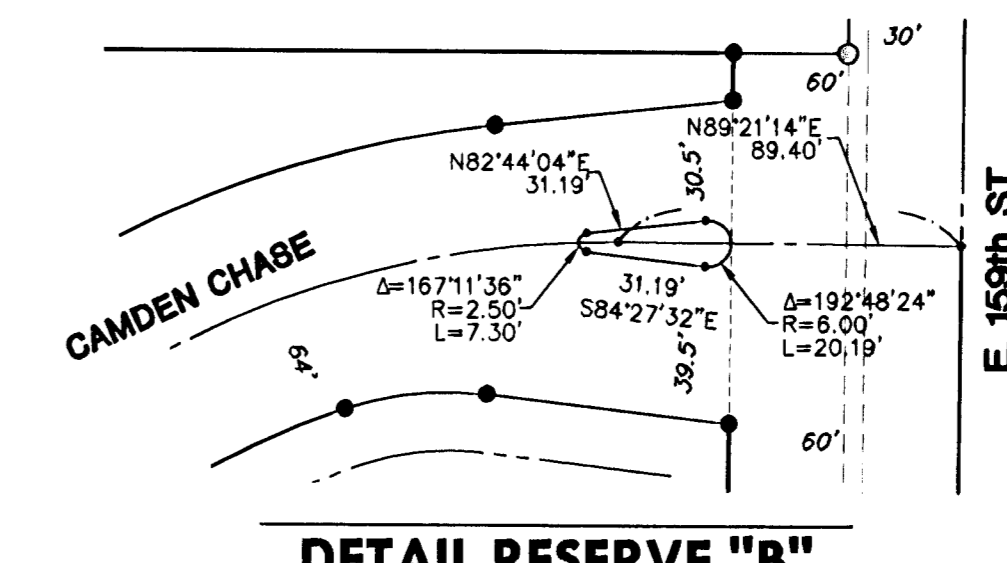 30'
60'
N89°21'14"E
89.40'
N82°44'04"E
31.19'
30.5'
E. 159th ST
CAMDEN CHASE
Δ=167°11'36"
R=2.50'
L=7.30'
31.19'
S84°27'32"E
Δ=192°48'24"
R=6.00'
L=20.19'
64'
39.5'
60'
DETAIL RESERVE "B"